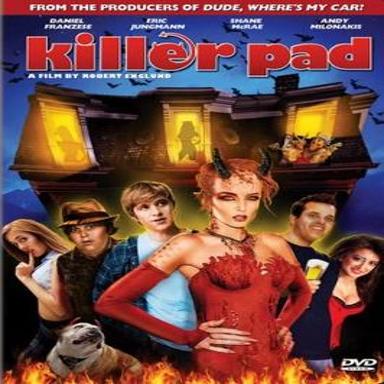 FROM THE PRODUCERS OF DUDE, WHERE'S MY CAR!
DANIEL FRANZESE
ERIC JUNGMANN
SHANE McRAE
ANDY MILONAKIS
killer pad
A FILM BY ROBERT ENGLUND
DVD
VIDEO